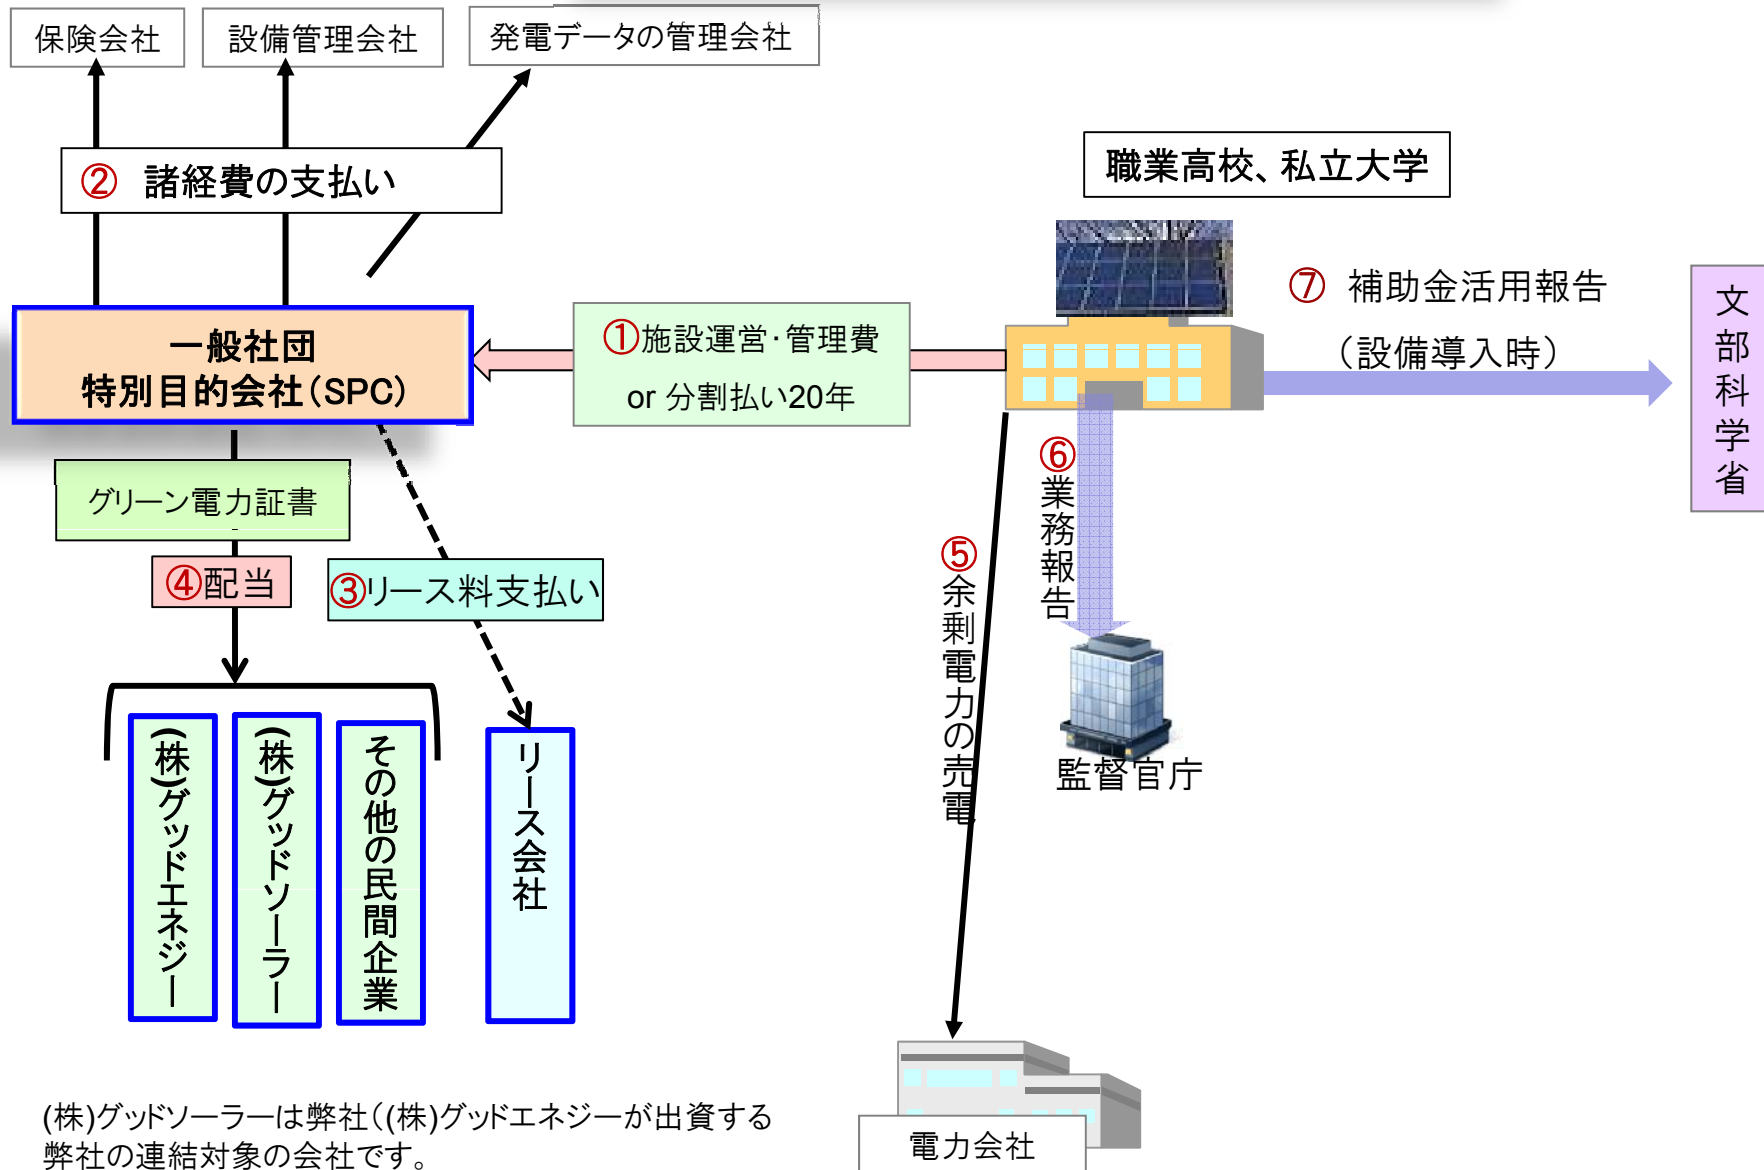 保険会社
設備管理会社
発電データの管理会社
② 諸経費の支払い
職業高校、私立大学
一般社団
特別目的会社（SPC）
①施設運営・管理費
or 分割払い20年
⑦ 補助金活用報告
（設備導入時）
文部科学省
グリーン電力証書
④配当
③リース料支払い
⑤余剰電力の売電
⑥業務報告
監督官庁
(株)グッドエネジー
(株)グッドソーラー
その他の民間企業
リース会社
電力会社
(株)グッドソーラーは弊社（(株)グッドエネジーが出資する
弊社の連結対象の会社です。